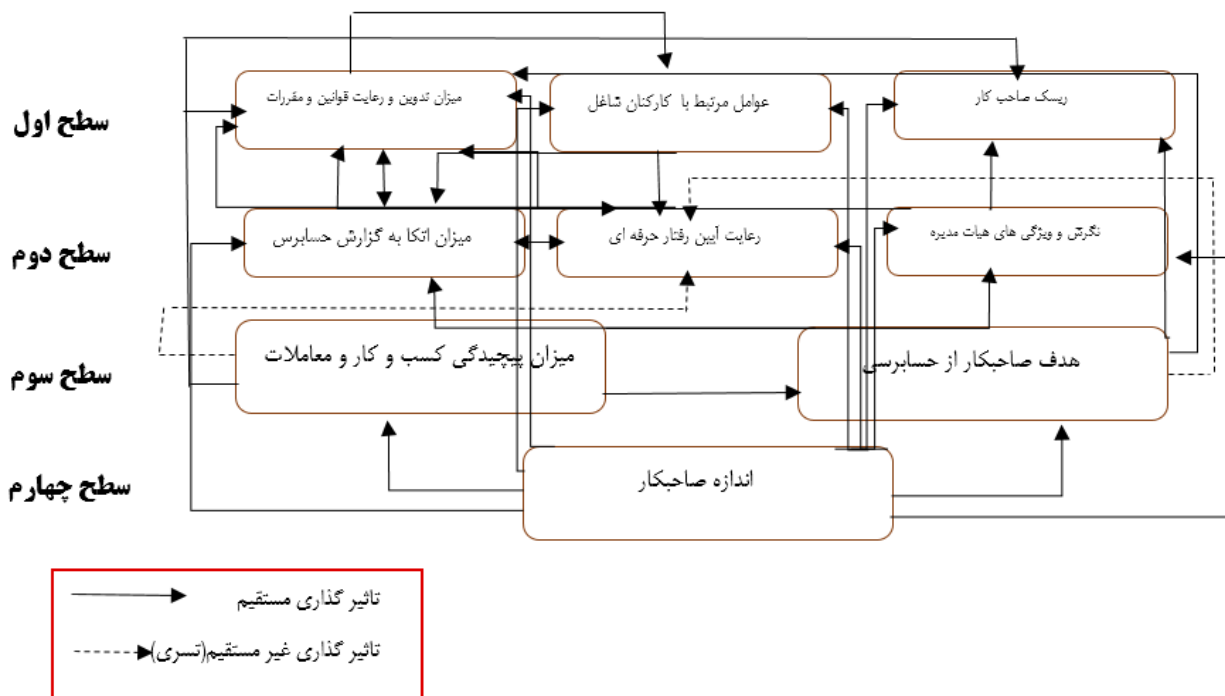 سطح اول
میزان تدوین و رعایت قوانین و مقررات
عوامل مرتبط با کارکنان شاغل
ریسک صاحب کار
سطح دوم
میزان اتکا به گزارش حسابرس
رعایت آیین رفتار حرفه ای
نگرش و ویژگی های هیات مدیره
سطح سوم
میزان پیچیدگی کسب و کار و معاملات
هدف صاحبکار از حسابرسی
سطح چهارم
اندازه صاحبکار
تاثیر گذاری مستقیم
تاثیر گذاری غیر مستقیم(تسری)